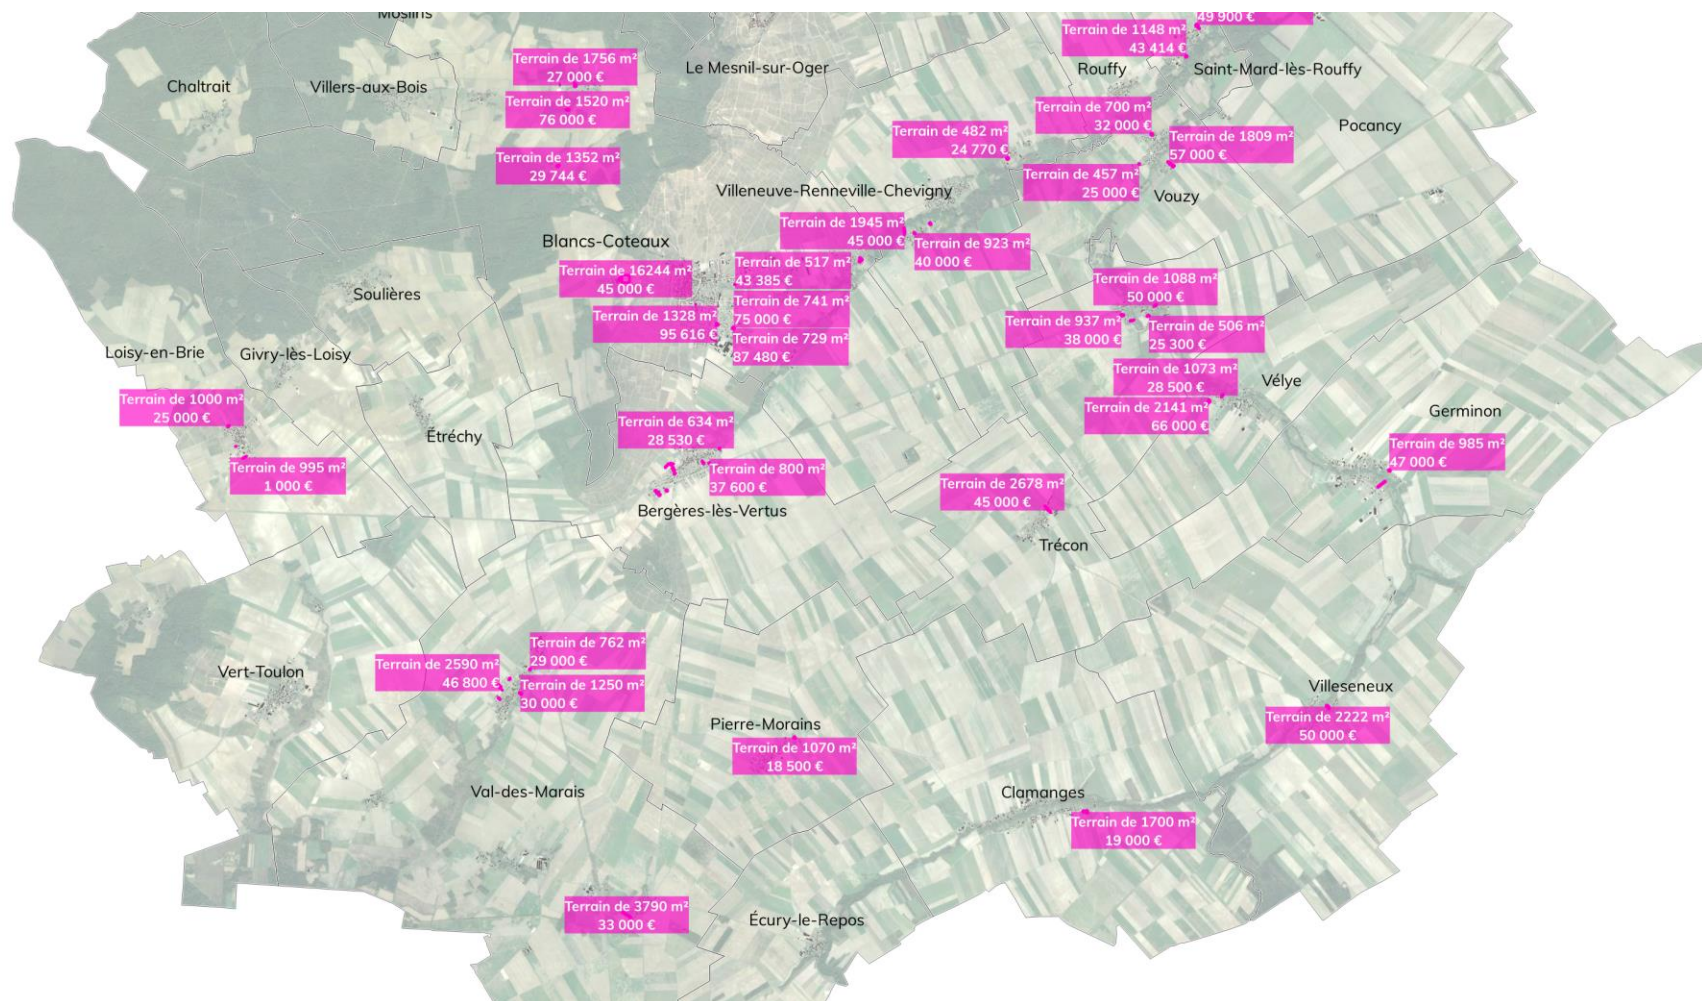 Moslins
49 900 €
Terrain de 1148 m²
43 414 €
Terrain de 1756 m²
27 000 €
Le Mesnil-sur-Oger
Rouffy
Saint-Mard-lès-Rouffy
Chaltrait
Villers-aux-Bois
Terrain de 1520 m²
76 000 €
Terrain de 700 m²
32 000 €
Pocancy
Terrain de 482 m²
24 770 €
Terrain de 1809 m²
57 000 €
Terrain de 1352 m²
29 744 €
Terrain de 457 m²
25 000 €
Villeneuve-Renneville-Chevigny
Vouzy
Terrain de 1945 m²
45 000 €
Blancs-Coteaux
Terrain de 923 m²
40 000 €
Terrain de 517 m²
43 385 €
Terrain de 16244 m²
45 000 €
Terrain de 1088 m²
50 000 €
Soulières
Terrain de 741 m²
75 000 €
Terrain de 1328 m²
95 616 €
Terrain de 937 m²
38 000 €
Terrain de 506 m²
25 300 €
Terrain de 729 m²
87 480 €
Loisy-en-Brie
Givry-lès-Loisy
Terrain de 1073 m²
28 500 €
Vélye
Terrain de 1000 m²
25 000 €
Terrain de 2141 m²
66 000 €
Germinon
Terrain de 634 m²
28 530 €
Étréchy
Terrain de 985 m²
47 000 €
Terrain de 995 m²
1 000 €
Terrain de 800 m²
37 600 €
Terrain de 2678 m²
45 000 €
Bergères-lès-Vertus
Trécon
Terrain de 762 m²
29 000 €
Terrain de 2590 m²
46 800 €
Vert-Toulon
Terrain de 1250 m²
30 000 €
Villeseneux
Terrain de 2222 m²
50 000 €
Pierre-Morains
Terrain de 1070 m²
18 500 €
Val-des-Marais
Clamanges
Terrain de 1700 m²
19 000 €
Terrain de 3790 m²
33 000 €
Écury-le-Repos